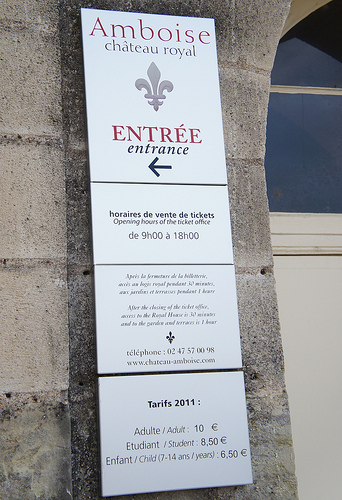 Amboise
château royal
ENTRÉE
entrance
horaires de vente de tickets
Opening hours of the ticket office
de 9h00 à 18h00
Après la fermeture de la billetterie,
accès au logis royal pendant 30 minutes,
aux jardins et terrasses pendant 1 heure
After the closing of the ticket office,
access to the Royal House is 30 minutes
and to the garden and terraces is 1 hour
téléphone : 02 47 57 00 98
www.chateau-amboise.com
Tarifs 2011 :
Adulte / Adult : 10 €
Etudiant / Student : 8,50 €
Enfant / Child (7-14 ans / years) : 6,50 €